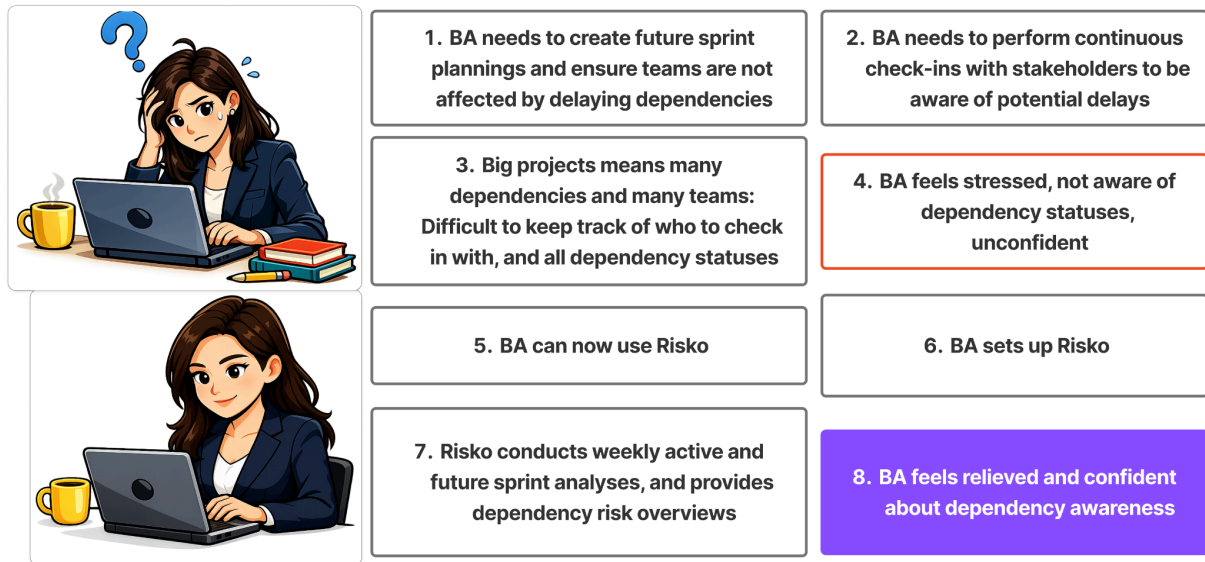 1. BA needs to create future sprint
plannings and ensure teams are not
affected by delaying dependencies
2. BA needs to perform continuous
check-ins with stakeholders to be
aware of potential delays
3. Big projects means many
dependencies and many teams:
Difficult to keep track of who to check
in with, and all dependency statuses
4. BA feels stressed, not aware of
dependency statuses,
unconfident
5. BA can now use Risko
6. BA sets up Risko
7. Risko conducts weekly active and
future sprint analyses, and provides
dependency risk overviews
8. BA feels relieved and confident
about dependency awareness